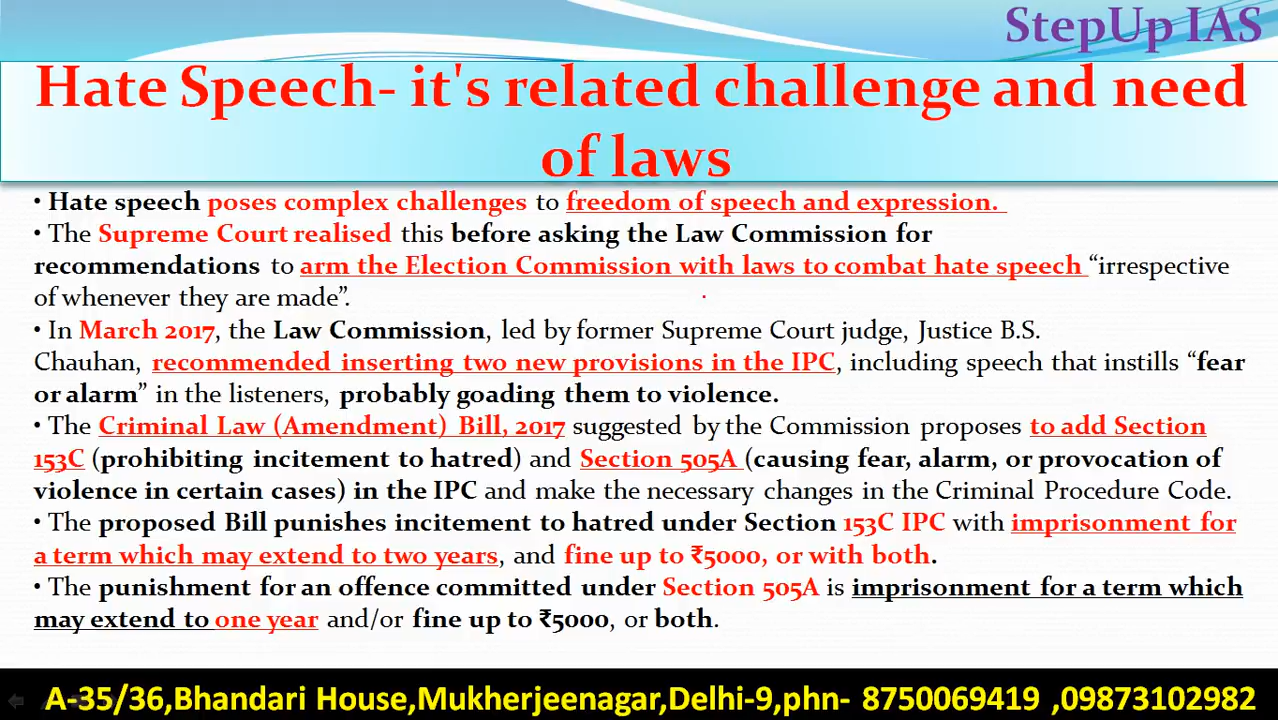 StepUp IAS
Hate Speech- it's related challenge and need
of laws
• Hate speech poses complex challenges to freedom of speech and expression.
• The Supreme Court realised this before asking the Law Commission for
recommendations to arm the Election Commission with laws to combat hate speech “irrespective
of whenever they are made”.
• In March 2017, the Law Commission, led by former Supreme Court judge, Justice B.S.
Chauhan, recommended inserting two new provisions in the IPC, including speech that instills “fear
or alarm” in the listeners, probably goading them to violence.
• The Criminal Law (Amendment) Bill, 2017 suggested by the Commission proposes to add Section
153C (prohibiting incitement to hatred) and Section 505A (causing fear, alarm, or provocation of
violence in certain cases) in the IPC and make the necessary changes in the Criminal Procedure Code.
• The proposed Bill punishes incitement to hatred under Section 153C IPC with imprisonment for
a term which may extend to two years, and fine up to ₹5000, or with both.
• The punishment for an offence committed under Section 505A is imprisonment for a term which
may extend to one year and/or fine up to ₹5000, or both.
A-35/36,Bhandari House,Mukherjeenagar,Delhi-9,phn- 8750069419 ,09873102982